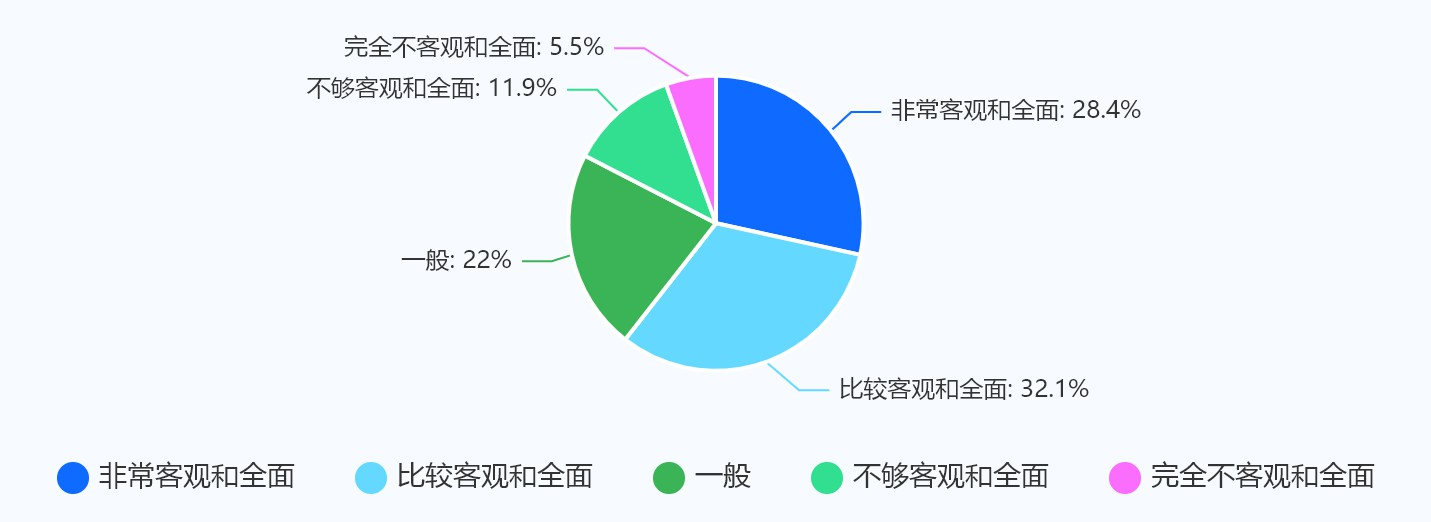 完全不客观和全面: 5.5%
不够客观和全面: 11.9%
非常客观和全面: 28.4%
一般: 22%
比较客观和全面: 32.1%
非常客观和全面
比较客观和全面
一般
不够客观和全面
完全不客观和全面